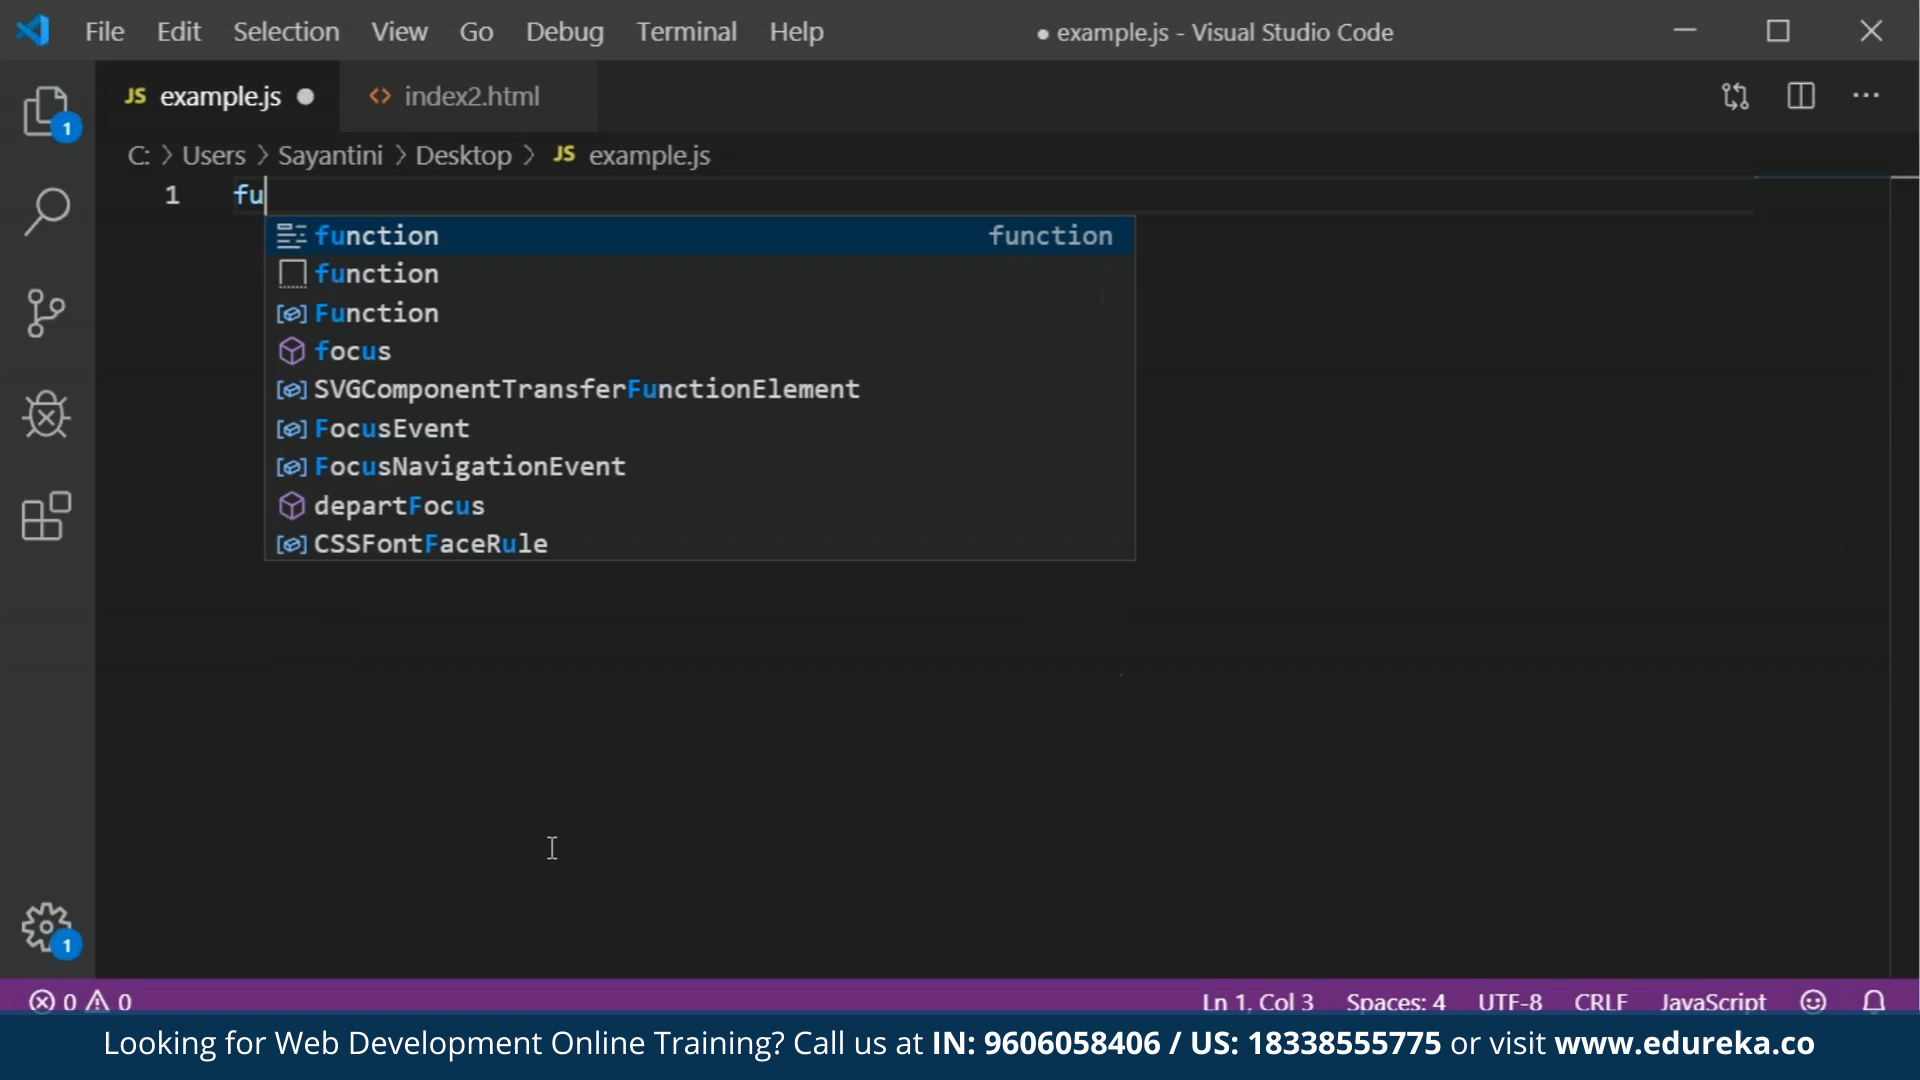 File Edit Selection View Go Debug Terminal Help ● example.js - Visual Studio Code
JS example.js ● <> index2.html
1
C: > Users > Sayantini > Desktop > JS example.js
1 fu
function function
function
Function
focus
SVGComponentTransferFunctionElement
FocusEvent
FocusNavigationEvent
departFocus
CSSFontFaceRule
1
0 0 Ln 1, Col 3 Spaces: 4 UTF-8 CRLF JavaScript
Looking for Web Development Online Training? Call us at IN: 9606058406 / US: 18338555775 or visit www.edureka.co